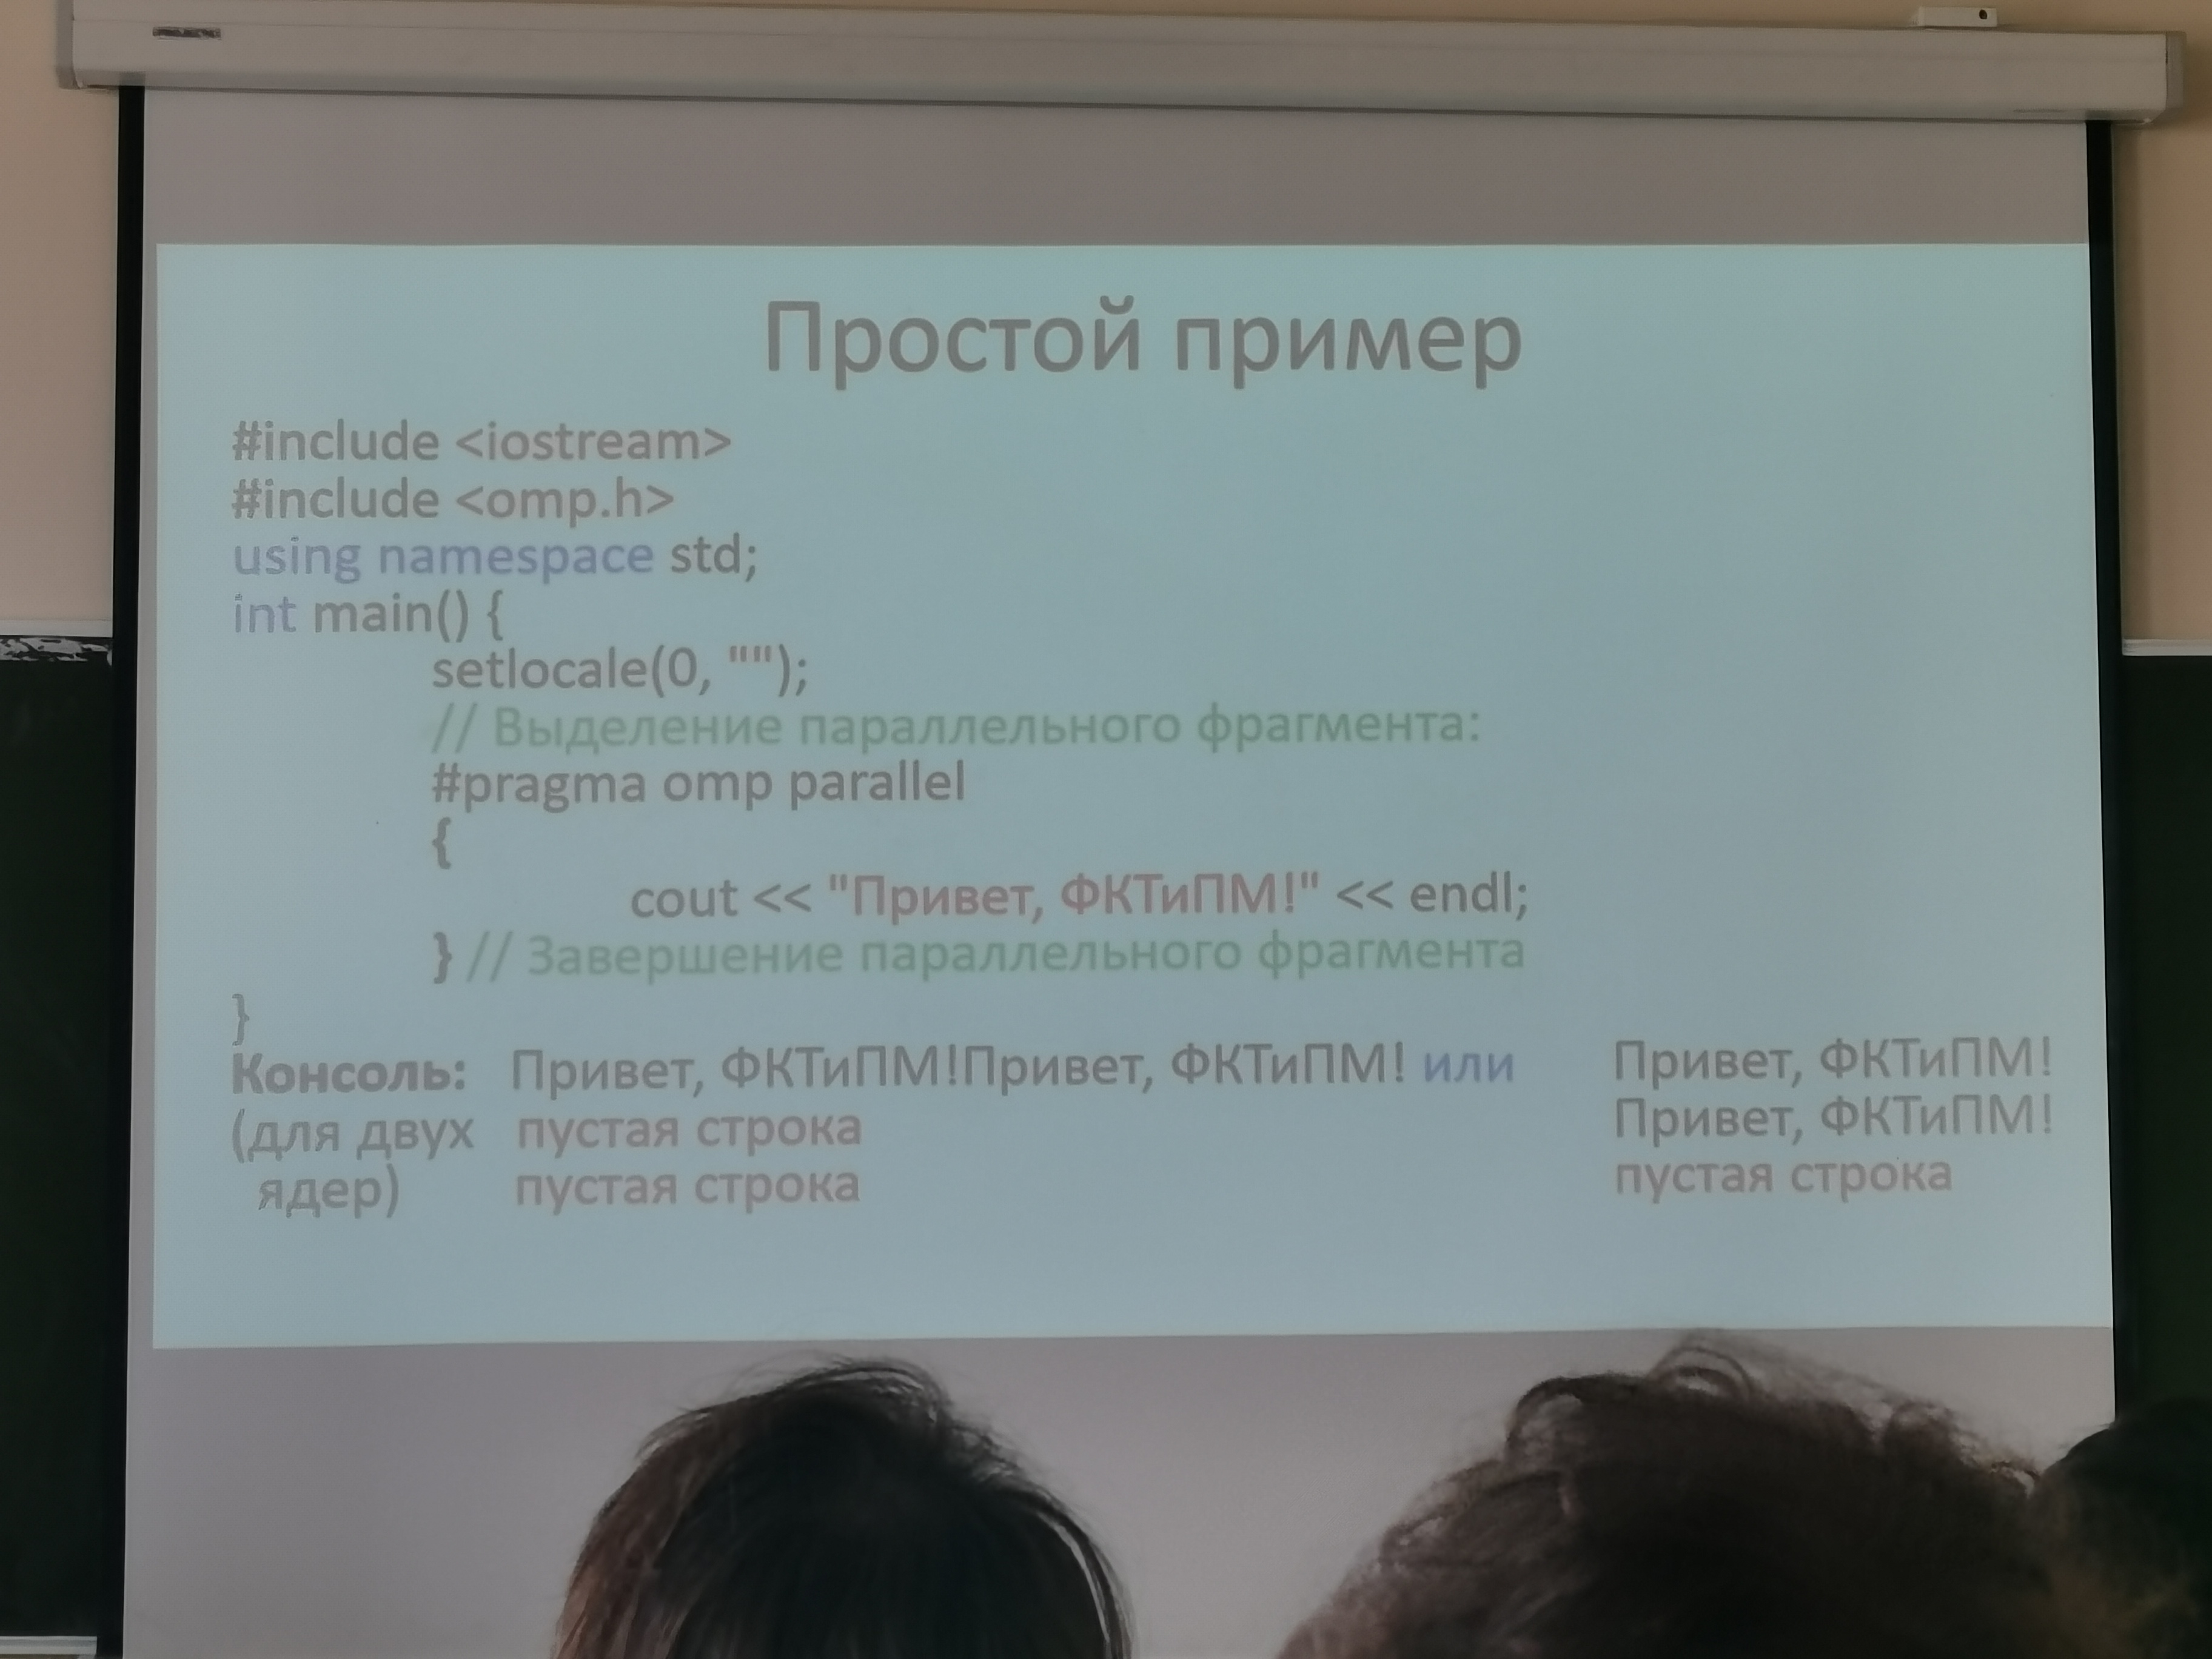 Простой пример
#include <iostream>
#include <omp.h>
using namespace std;
int main() {
setlocale(0, "");
// Выделение параллельного фрагмента:
#pragma omp parallel
{
cout << "Привет, ФКТиПМ!" << endl;
} // Завершение параллельного фрагмента
}
Консоль: Привет, ФКТиПМ!Привет, ФКТиПМ! или Привет, ФКТиПМ!
(для двух пустая строка Привет, ФКТиПМ!
ядер) пустая строка пустая строка